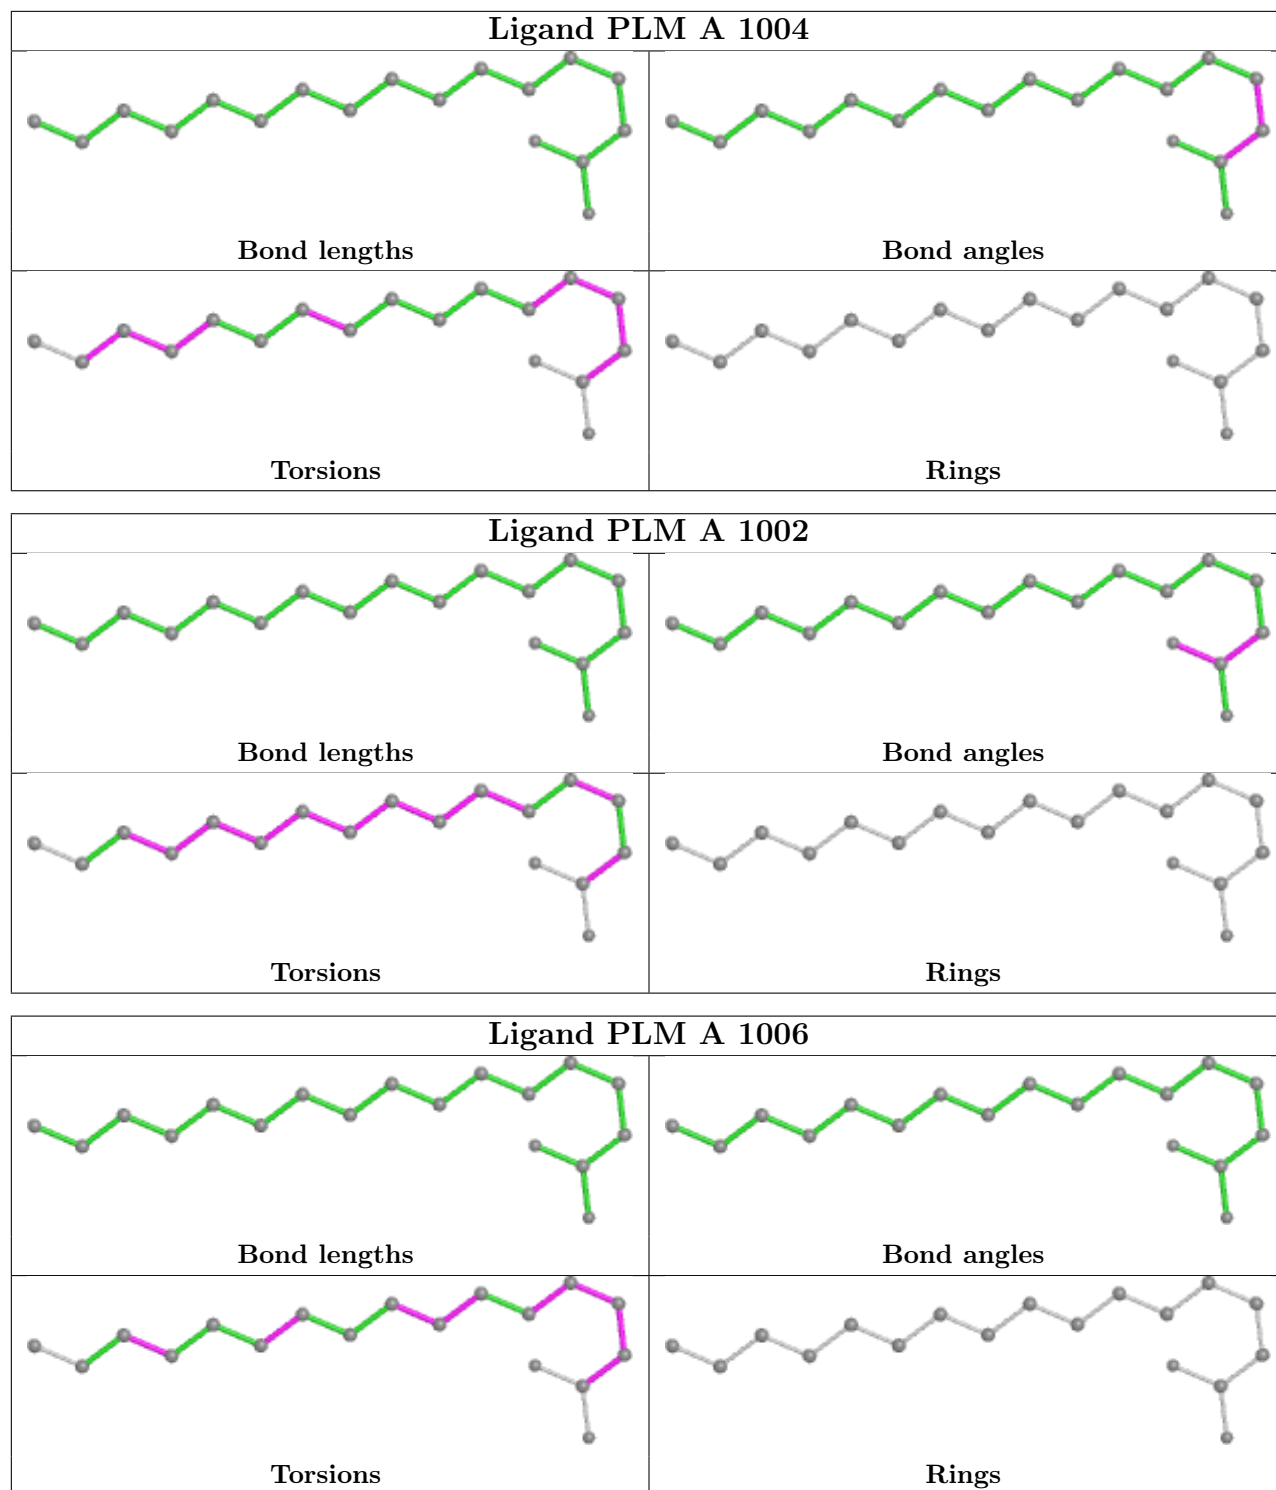 Ligand PLM A 1004
Bond lengths
Bond angles
Torsions
Rings
Ligand PLM A 1002
Bond lengths
Bond angles
Torsions
Rings
Ligand PLM A 1006
Bond lengths
Bond angles
Torsions
Rings